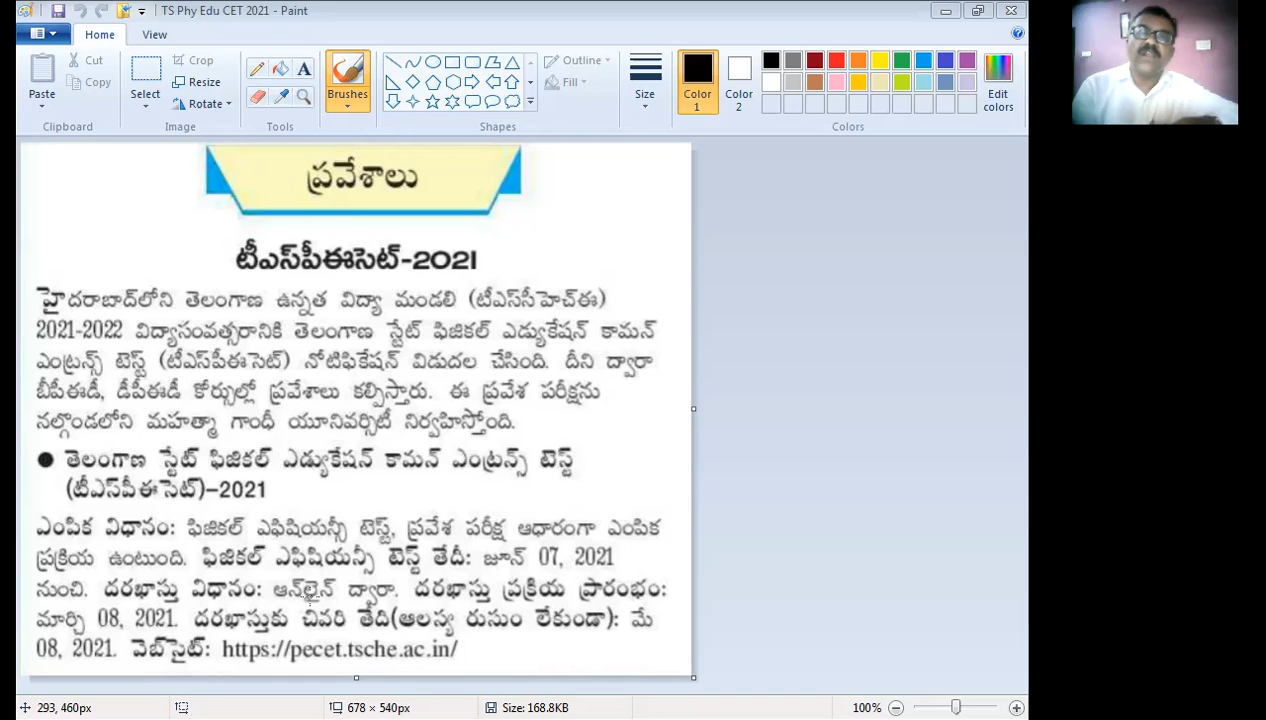 TS Phy Edu CET 2021 - Paint
Home View
Paste Cut Copy Select Crop Resize Rotate Brushes Outline Fill Size Color 1 Color 2 Edit colors
Clipboard Image Tools Shapes Colors
ప్రవేశాలు
టీఎస్‌పీఈసెట్-2021
హైదరాబాద్‌లోని తెలంగాణ ఉన్నత విద్యా మండలి (టీఎస్‌సీహెచ్‌ఈ)
2021-2022 విద్యాసంవత్సరానికి తెలంగాణ స్టేట్ ఫిజికల్ ఎడ్యుకేషన్ కామన్
ఎంట్రన్స్ టెస్ట్ (టీఎస్‌పీఈసెట్) నోటిఫికేషన్ విడుదల చేసింది. దీని ద్వారా
బీపీఈడీ, డీపీఈడీ కోర్సుల్లో ప్రవేశాలు కల్పిస్తారు. ఈ ప్రవేశ పరీక్షను
నల్గొండలోని మహత్మా గాంధీ యూనివర్సిటీ నిర్వహిస్తోంది.
● తెలంగాణ స్టేట్ ఫిజికల్ ఎడ్యుకేషన్ కామన్ ఎంట్రన్స్ టెస్ట్
(టీఎస్‌పీఈసెట్)-2021
ఎంపిక విధానం: ఫిజికల్ ఎఫిషియన్సీ టెస్ట్, ప్రవేశ పరీక్ష ఆధారంగా ఎంపిక
ప్రక్రియ ఉంటుంది. ఫిజికల్ ఎఫిషియన్సీ టెస్ట్ తేదీ: జూన్ 07, 2021
నుంచి. దరఖాస్తు విధానం: ఆన్‌లైన్ ద్వారా. దరఖాస్తు ప్రక్రియ ప్రారంభం:
మార్చి 08, 2021. దరఖాస్తుకు చివరి తేది(ఆలస్య రుసుం లేకుండా): మే
08, 2021. వెబ్‌సైట్: https://pecet.tsche.ac.in/
293, 460px 678 × 540px Size: 168.8KB 100%